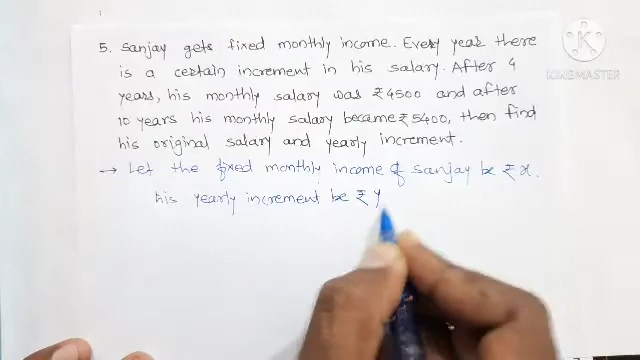 5. Sanjay gets fixed monthly income. Every year there
is a certain increment in his salary. After 4
years, his monthly salary was ₹4500 and after
10 years his monthly salary became ₹5400, then find
his original salary and yearly increment.
→ Let the fixed monthly income of Sanjay be ₹ x.
his yearly increment be ₹ y
KINEMASTER